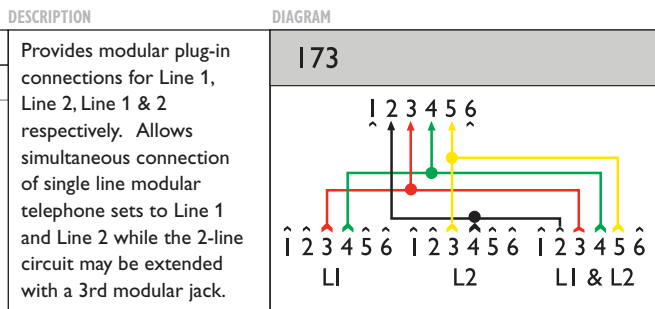 DESCRIPTION
DIAGRAM
Provides modular plug-in
connections for Line 1,
Line 2, Line 1 & 2
respectively. Allows
simultaneous connection
of single line modular
telephone sets to Line 1
and Line 2 while the 2-line
circuit may be extended
with a 3rd modular jack.
173
1 2 3 4 5 6
1 2 3 4 5 6 1 2 3 4 5 6 1 2 3 4 5 6
L1 L2 L1 & L2